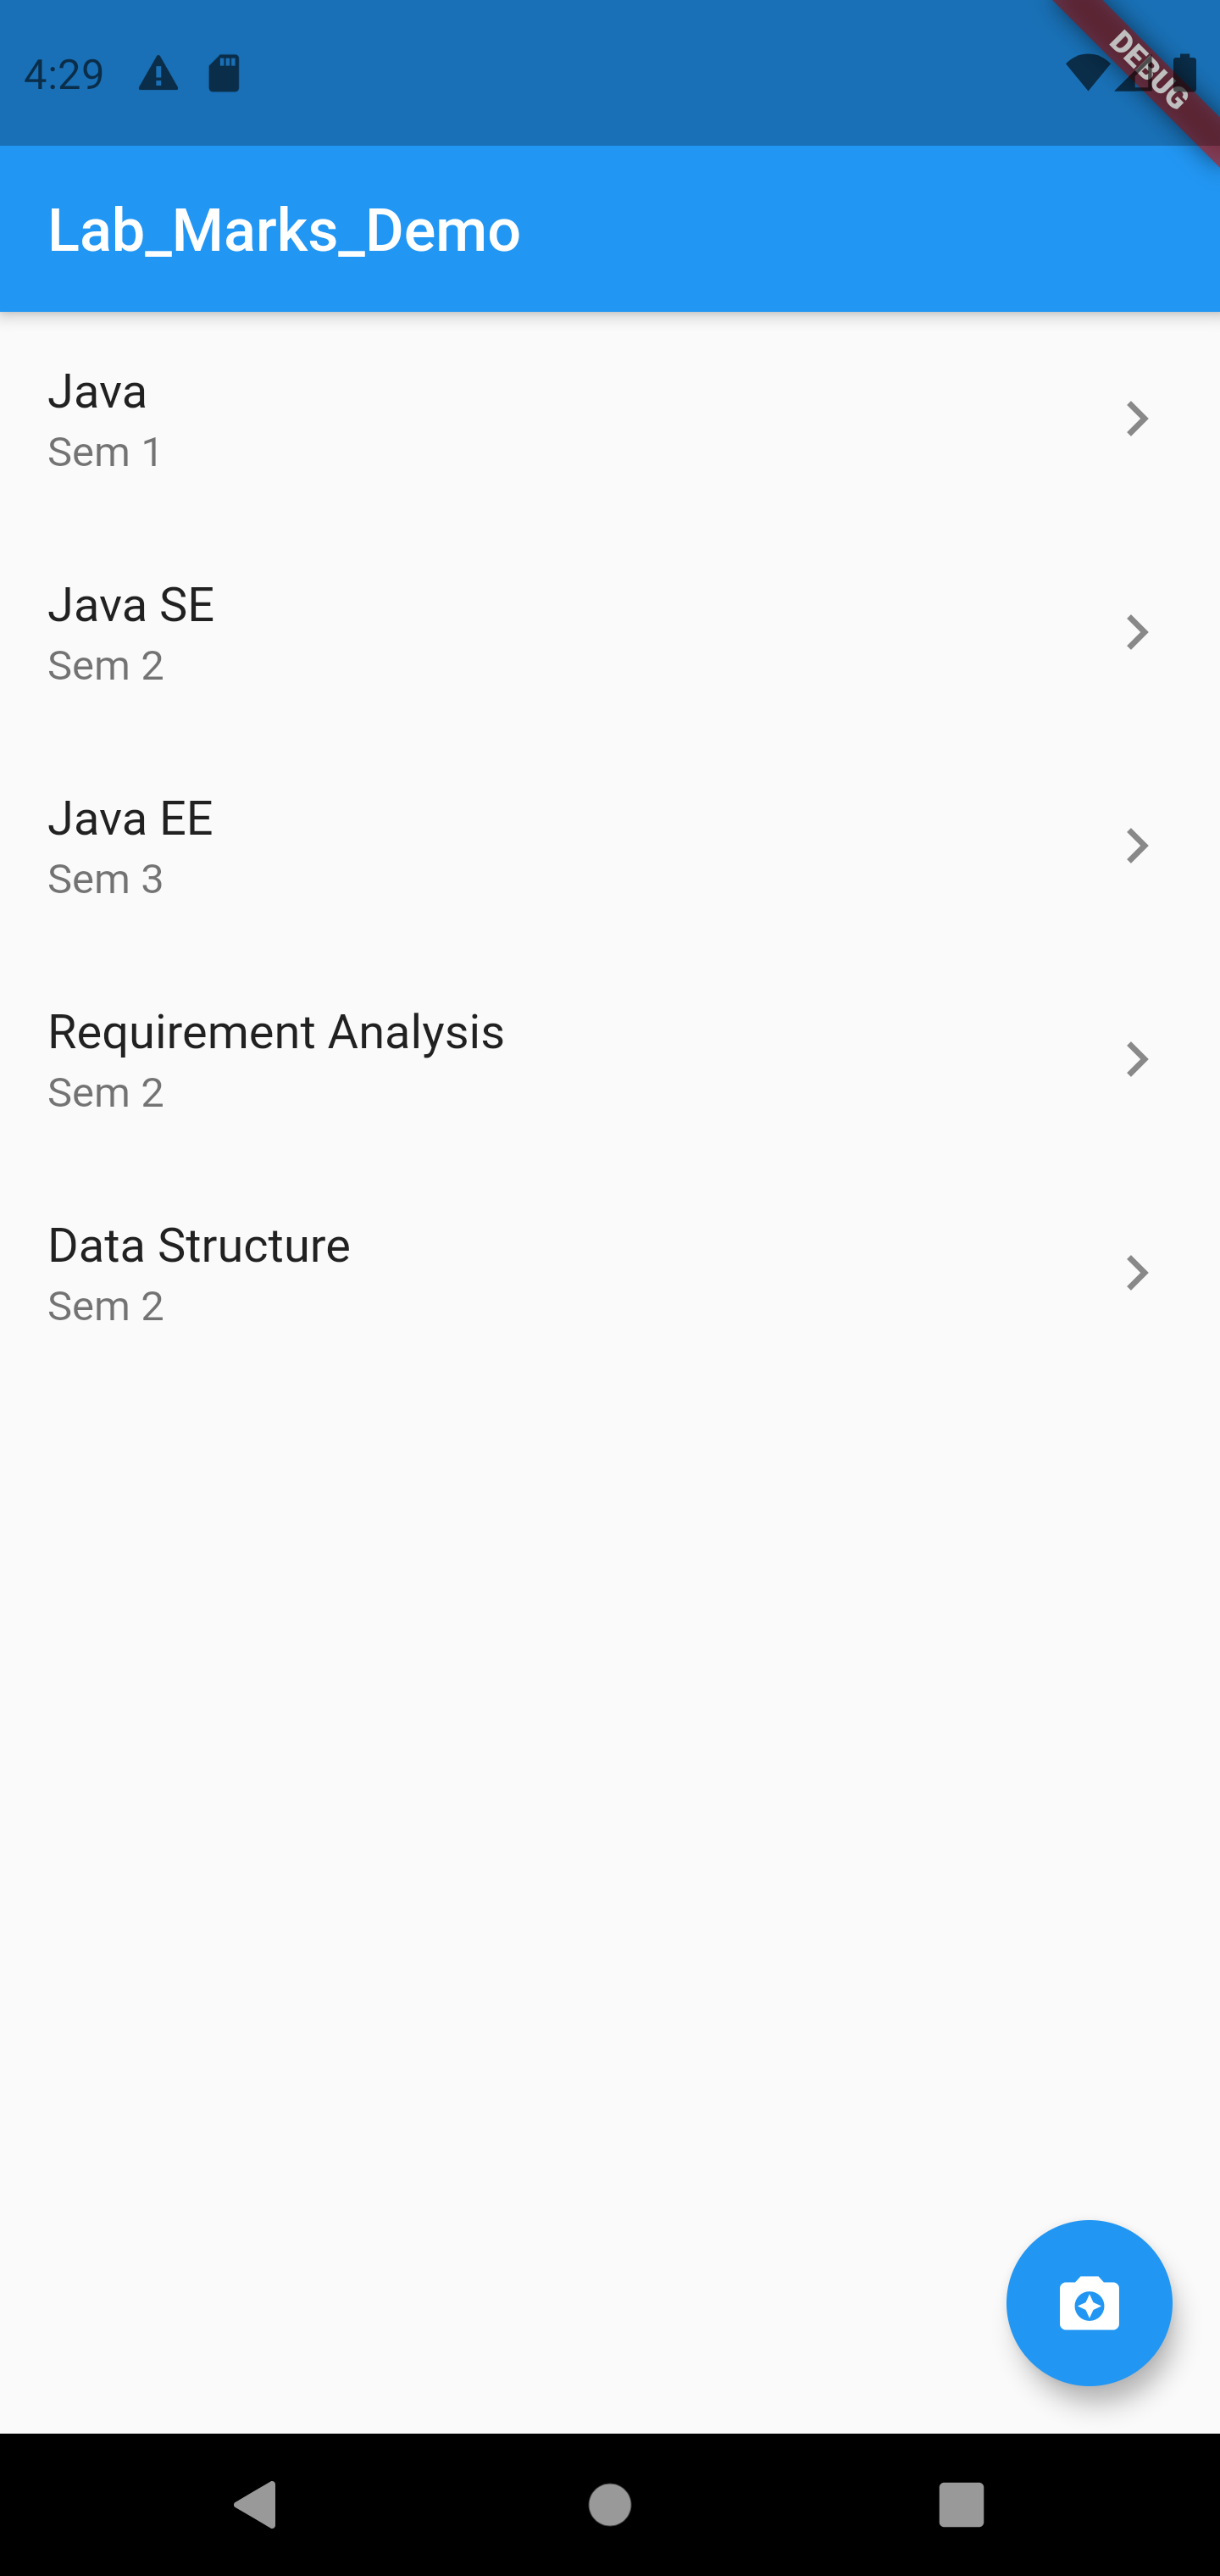 4:29
DEBUG
Lab_Marks_Demo
Java
Sem 1
Java SE
Sem 2
Java EE
Sem 3
Requirement Analysis
Sem 2
Data Structure
Sem 2